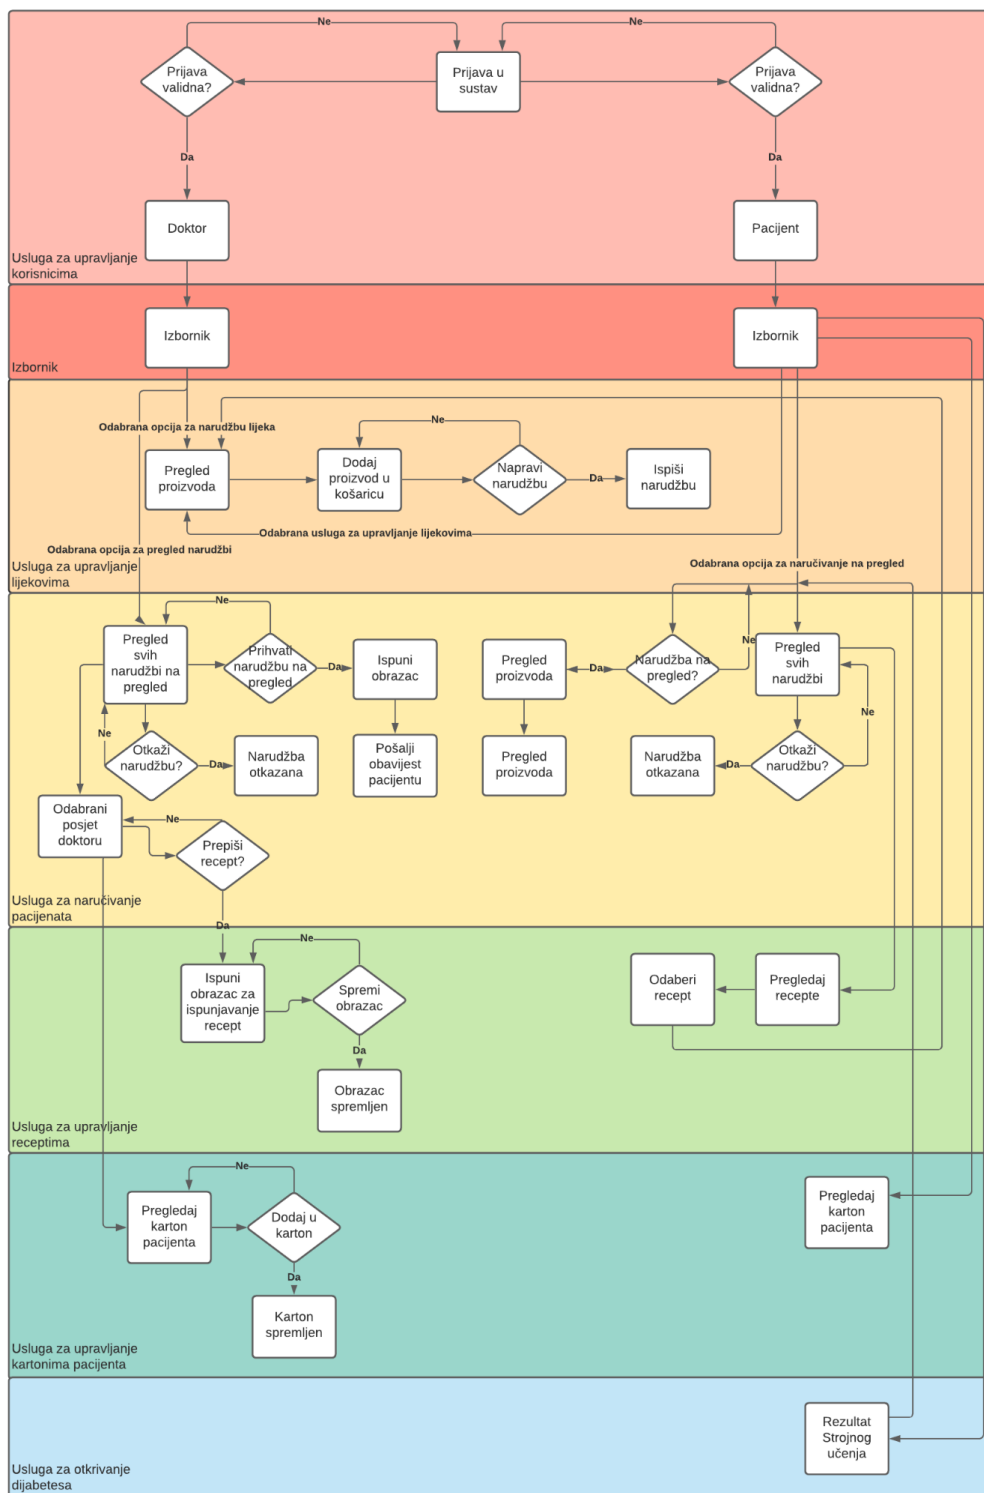 Ne
Ne
Prijava
validna?
Prijava u
sustav
Prijava
validna?
Da
Da
Doktor
Pacijent
Usluga za upravljanje
korisnicima
Izbornik
Izbornik
Izbornik
Ne
Odabrana opcija za narudžbu lijeka
Pregled
proizvoda
Dodaj
proizvod u
košaricu
Napravi
narudžbu
Da
Ispiši
narudžbu
Odabrana usluga za upravljanje lijekovima
Odabrana opcija za pregled narudžbi
Odabrana opcija za naručivanje na pregled
Usluga za upravljanje
lijekovima
Ne
Pregled
svih
narudžbi na
pregled
Prihvati
narudžbu na
pregled
Da
Ispuni
obrazac
Pregled
proizvoda
Da
Narudžba na
pregled?
Ne
Pregled
svih
narudžbi
Ne
Ne
Otkaži
narudžbu?
Da
Narudžba
otkazana
Pošalji
obavijest
pacijentu
Pregled
proizvoda
Narudžba
otkazana
Da
Otkaži
narudžbu?
Odabrani
posjet
doktoru
Ne
Prepiši
recept?
Usluga za naručivanje
pacijenata
Da
Ne
Ispuni
obrazac za
ispunjavanje
recept
Spremi
obrazac
Odaberi
recept
Pregledaj
recepte
Da
Obrazac
spremljen
Usluga za upravljanje
receptima
Ne
Pregledaj
karton
pacijenta
Dodaj u
karton
Pregledaj
karton
pacijenta
Da
Karton
spremljen
Usluga za upravljanje
kartonima pacijenta
Rezultat
Strojnog
učenja
Usluga za otkrivanje
dijabetesa